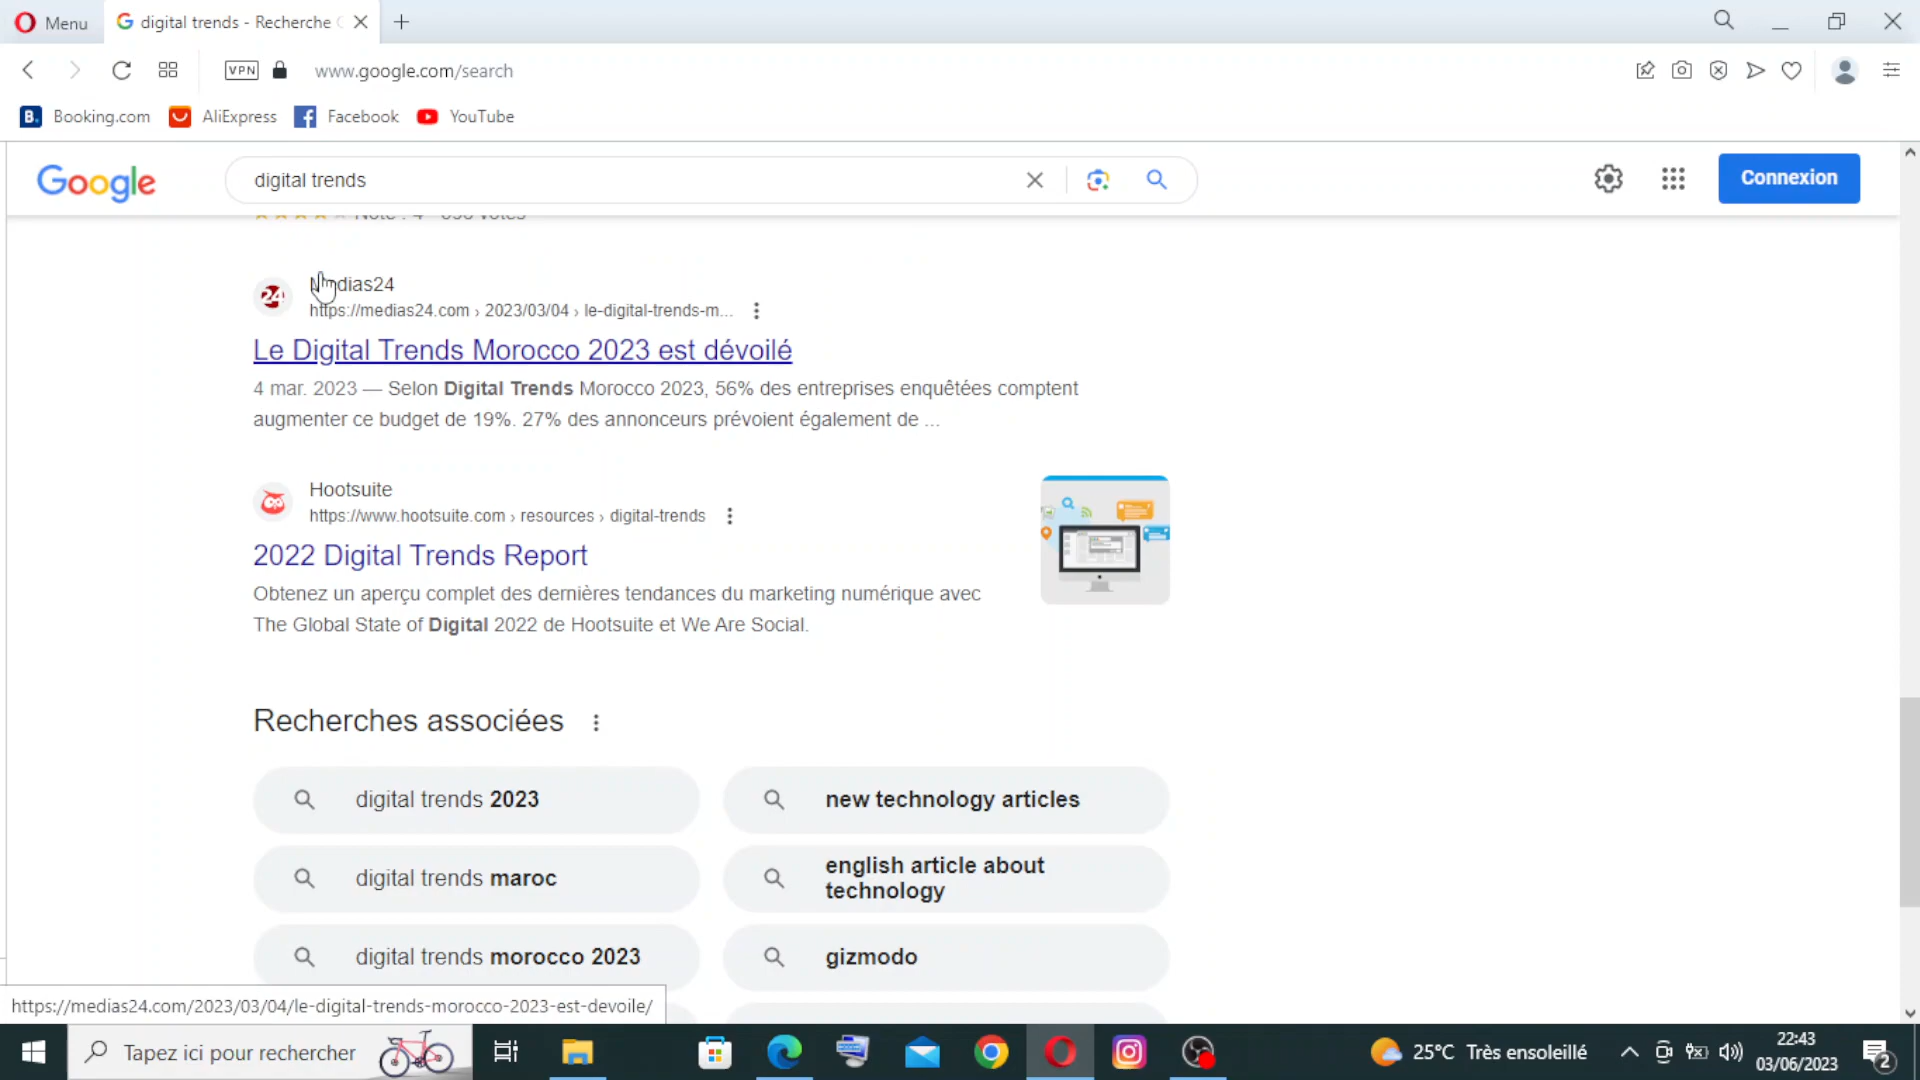 Menu
digital trends - Recherche
VPN
www.google.com/search
Booking.com
AliExpress
Facebook
YouTube
Google
digital trends
Connexion
24
Medias24
https://medias24.com › 2023/03/04 › le-digital-trends-m...
Le Digital Trends Morocco 2023 est dévoilé
4 mar. 2023 — Selon Digital Trends Morocco 2023, 56% des entreprises enquêtées comptent
augmenter ce budget de 19%. 27% des annonceurs prévoient également de ...
Hootsuite
https://www.hootsuite.com › resources › digital-trends
2022 Digital Trends Report
Obtenez un aperçu complet des dernières tendances du marketing numérique avec
The Global State of Digital 2022 de Hootsuite et We Are Social.
Recherches associées
digital trends 2023
new technology articles
digital trends maroc
english article about
technology
digital trends morocco 2023
gizmodo
https://medias24.com/2023/03/04/le-digital-trends-morocco-2023-est-devoile/
Tapez ici pour rechercher
25°C Très ensoleillé
22:43
03/06/2023
2